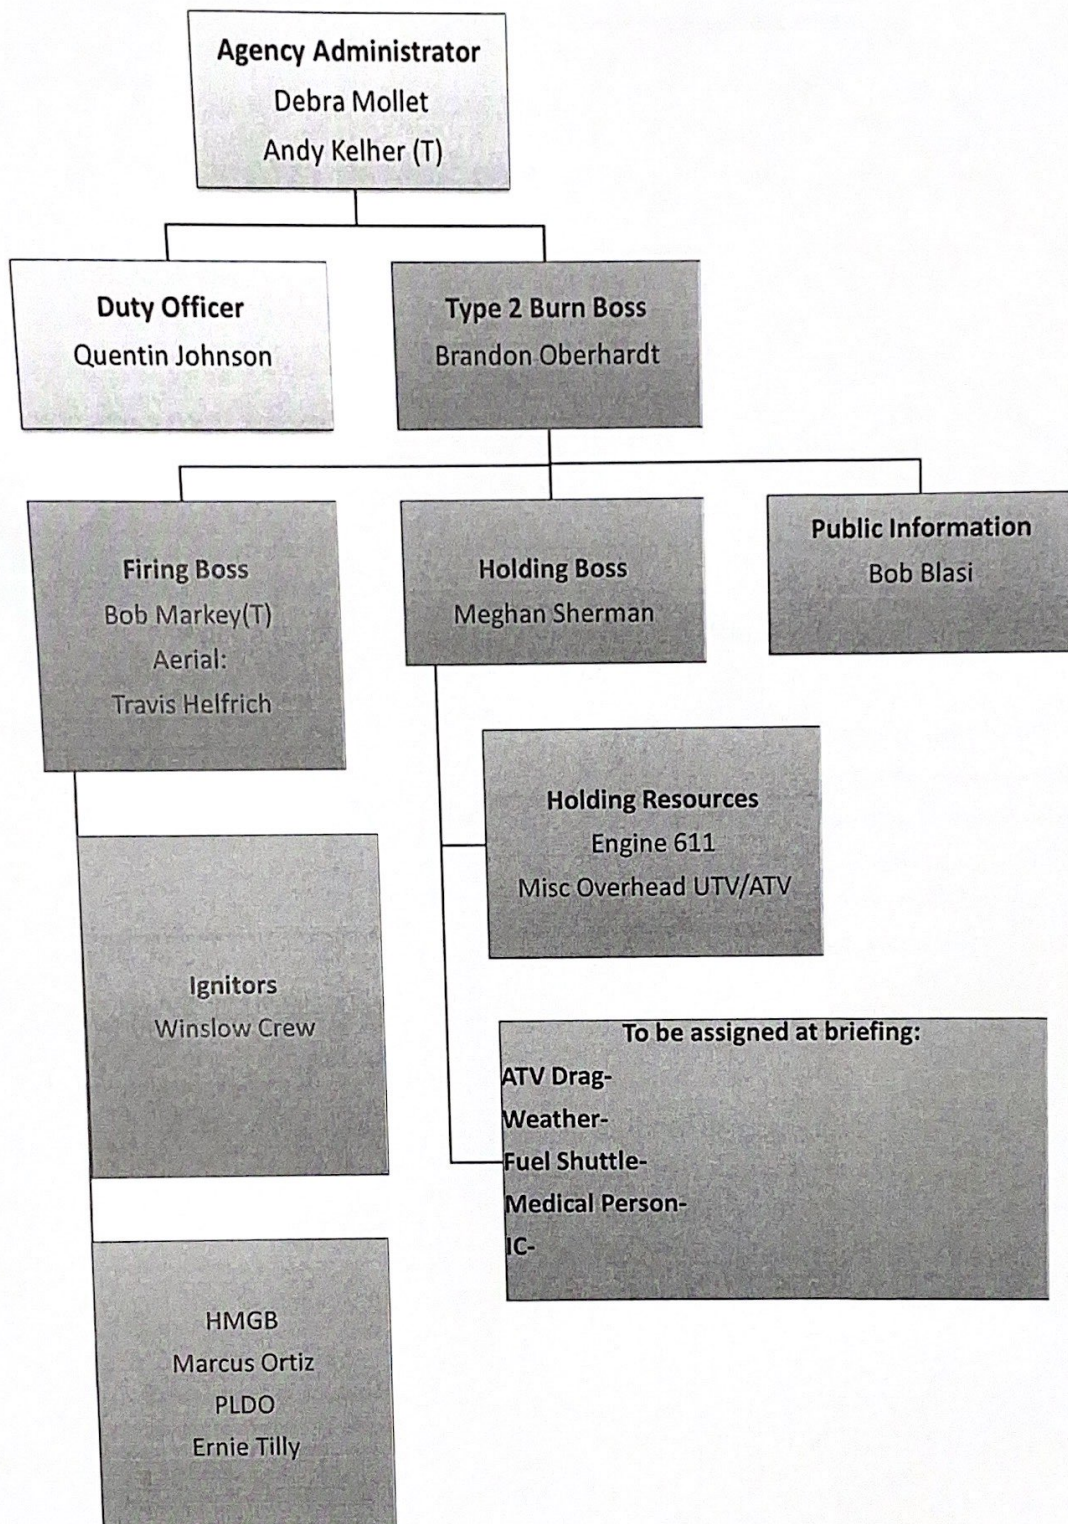 Agency Administrator
Debra Mollet
Andy Kelher (T)
Duty Officer
Quentin Johnson
Type 2 Burn Boss
Brandon Oberhardt
Firing Boss
Bob Markey(T)
Aerial:
Travis Helfrich
Holding Boss
Meghan Sherman
Public Information
Bob Blasi
Holding Resources
Engine 611
Misc Overhead UTV/ATV
Ignitors
Winslow Crew
To be assigned at briefing:
ATV Drag-
Weather-
Fuel Shuttle-
Medical Person-
IC-
HMGB
Marcus Ortiz
PLDO
Ernie Tilly